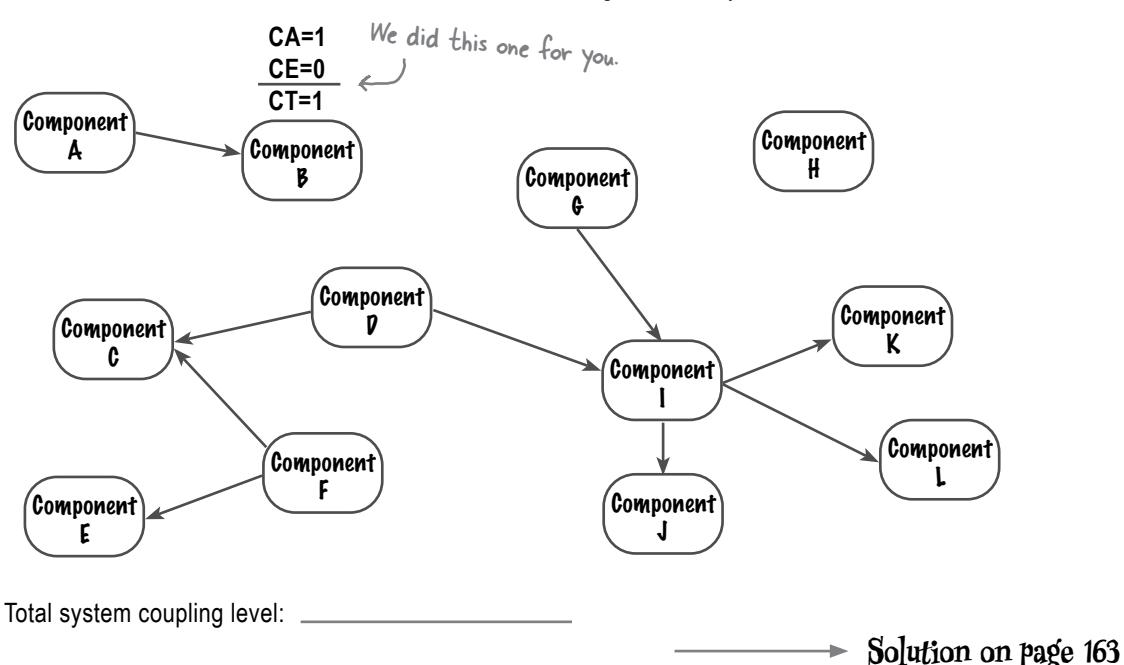 CA=1
We did this one for you.
CE=0
CT=1
Component
A
Component
B
Component
H
Component
G
Component
D
Component
C
Component
K
Component
I
Component
L
Component
F
Component
E
Component
J
Total system coupling level:
Solution on page 163